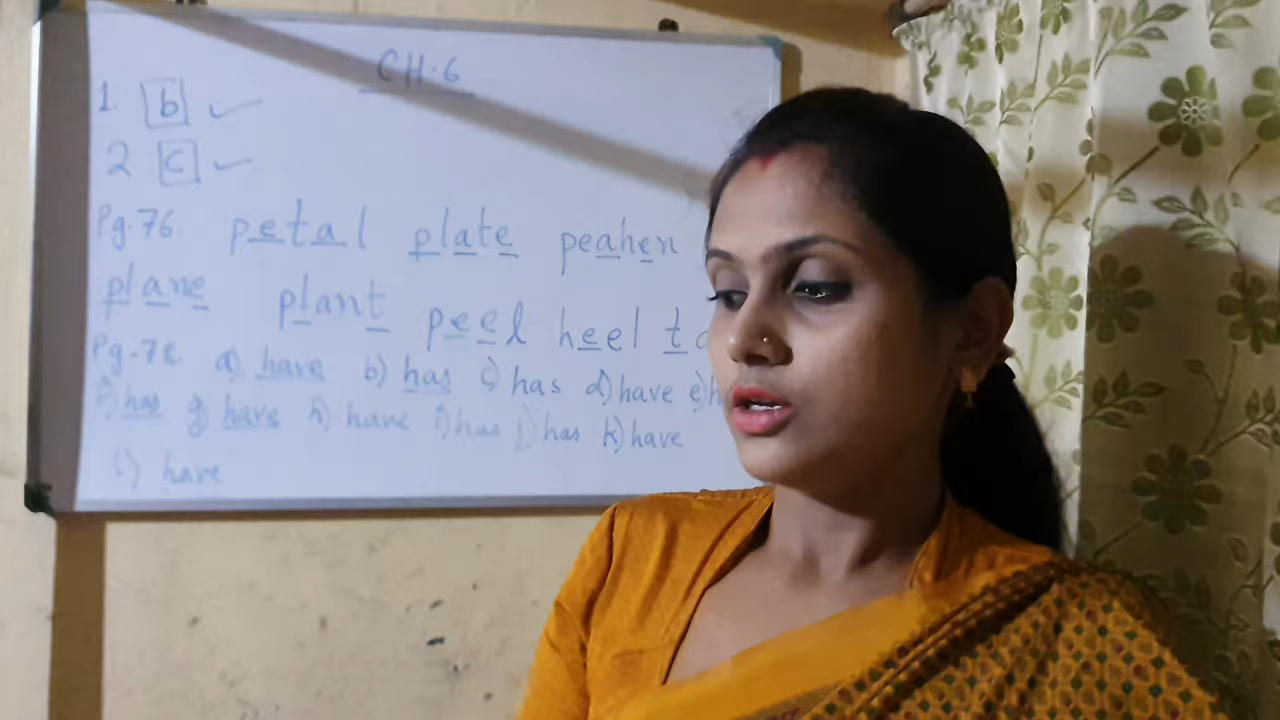 CH.6
1. b ✓
2 c ✓
Pg.76. petal plate peahen
plane plant peel heel
Pg-78 a) have b) has c) has d) have e)
f) has g) have h) have i) has j) has k) have
l) have